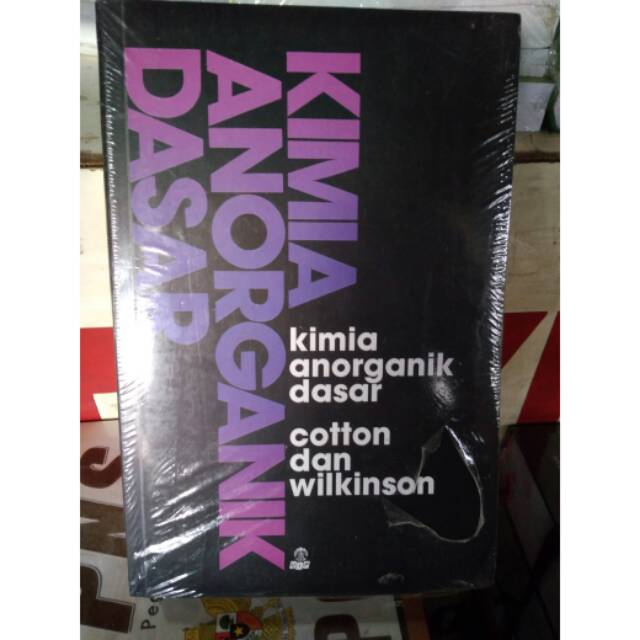 KIMIA
ANORGANIK
DASAR
kimia
anorganik
dasar
cotton
dan
wilkinson